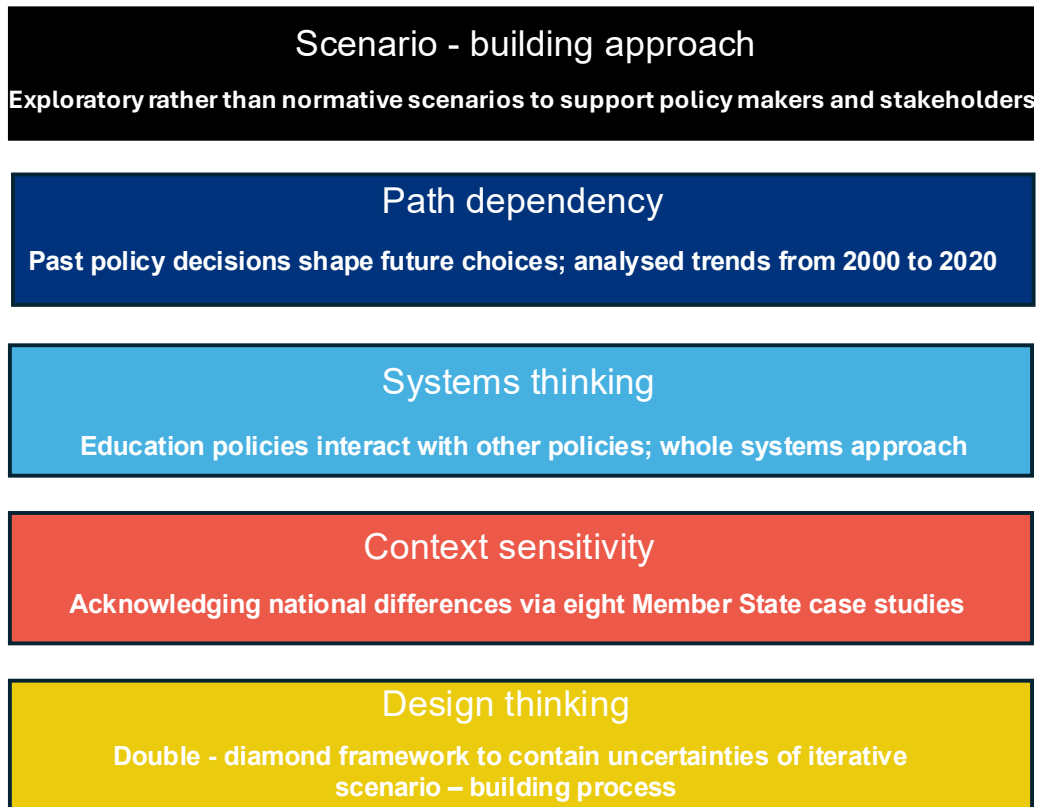 Scenario - building approach
Exploratory rather than normative scenarios to support policy makers and stakeholders
Path dependency
Past policy decisions shape future choices; analysed trends from 2000 to 2020
Systems thinking
Education policies interact with other policies; whole systems approach
Context sensitivity
Acknowledging national differences via eight Member State case studies
Design thinking
Double - diamond framework to contain uncertainties of iterative
scenario – building process